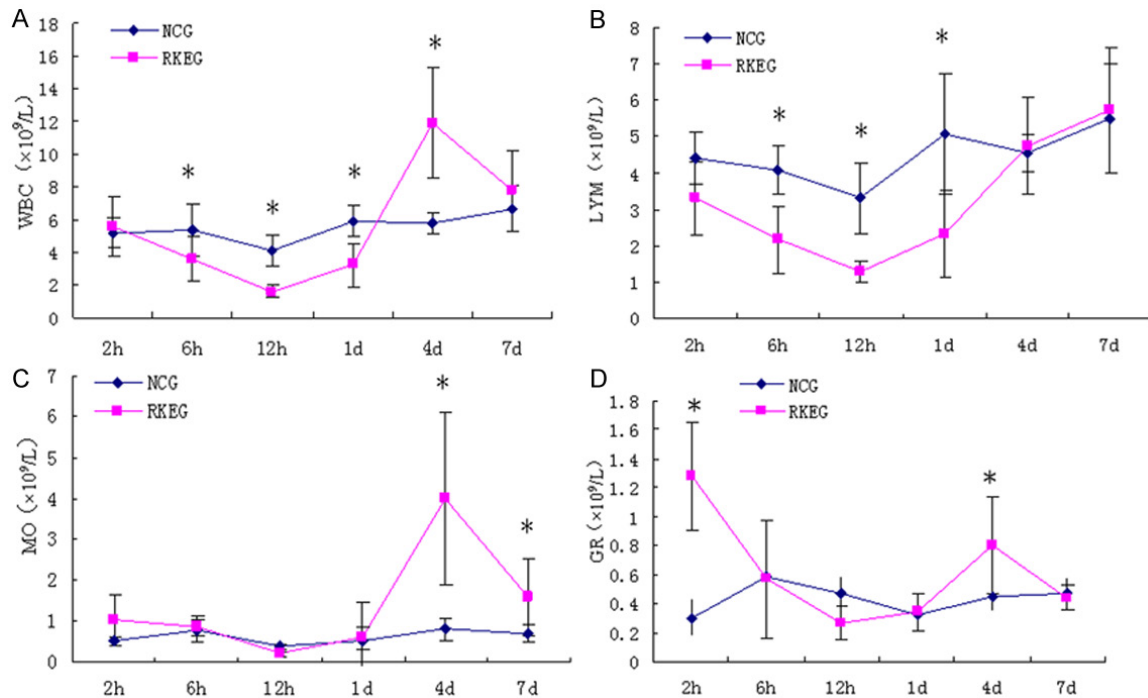 A
NCG
RKEG
WBC (×10⁹/L)
18
16
14
12
10
8
6
4
2
0
*
*
*
*
2h 6h 12h 1d 4d 7d
B
NCG
RKEG
LYM (×10⁹/L)
8
7
6
5
4
3
2
1
0
*
*
*
2h 6h 12h 1d 4d 7d
C
NCG
RKEG
MO (×10⁹/L)
7
6
5
4
3
2
1
0
*
*
2h 6h 12h 1d 4d 7d
D
NCG
RKEG
GR (×10⁹/L)
1.8
1.6
1.4
1.2
1
0.8
0.6
0.4
0.2
0
*
*
2h 6h 12h 1d 4d 7d